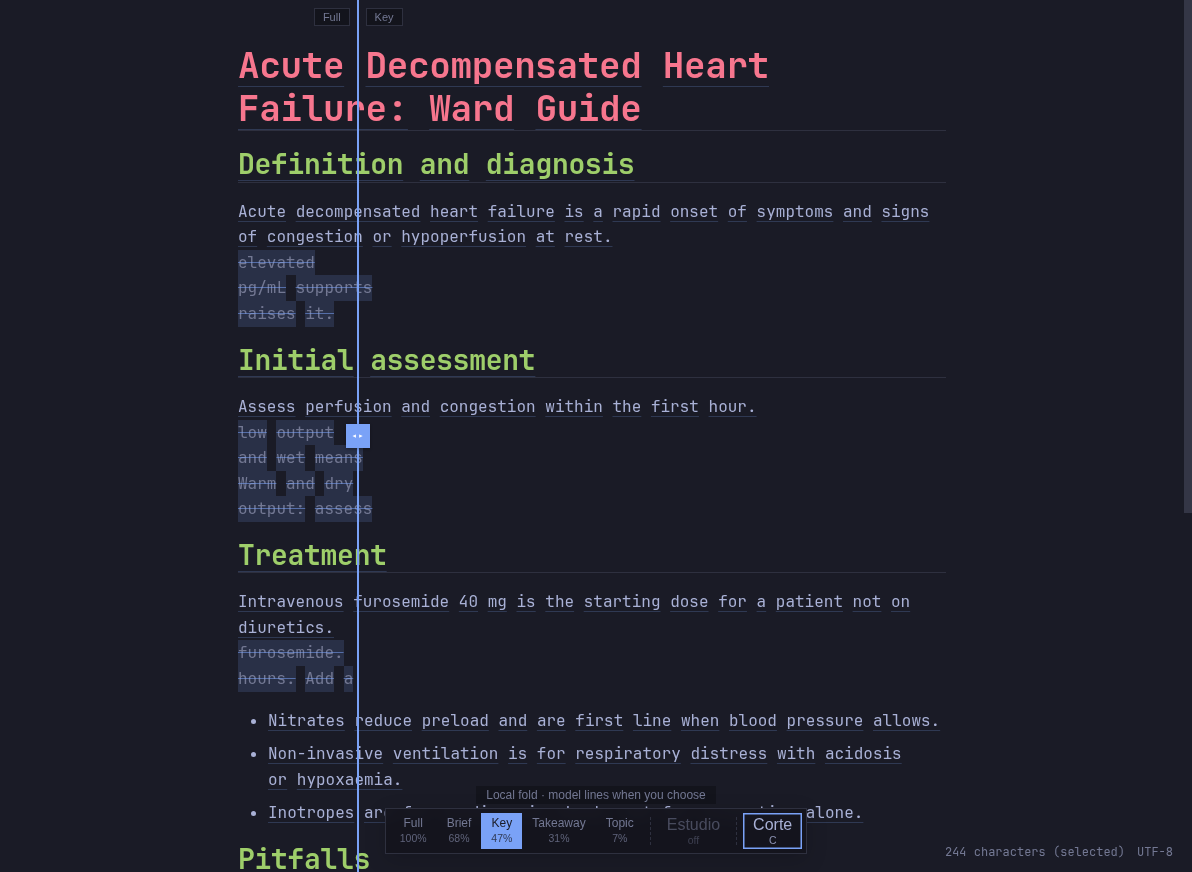 Full Key
Acute Decompensated Heart
Failure: Ward Guide
Definition and diagnosis
Acute decompensated heart failure is a rapid onset of symptoms and signs
of congestion or hypoperfusion at rest.
elevated
pg/mL supports
raises it.
Initial assessment
Assess perfusion and congestion within the first hour.
low output
and wet means
Warm and dry
output: assess
Treatment
Intravenous furosemide 40 mg is the starting dose for a patient not on
diuretics.
furosemide.
hours. Add a
Nitrates reduce preload and are first line when blood pressure allows.
Non-invasive ventilation is for respiratory distress with acidosis
or hypoxaemia.
Inotropes alone.
Local fold · model lines when you choose
Full Brief Key Takeaway Topic Estudio Corte
100% 68% 47% 31% 7% off C
244 characters (selected) UTF-8
Pitfalls